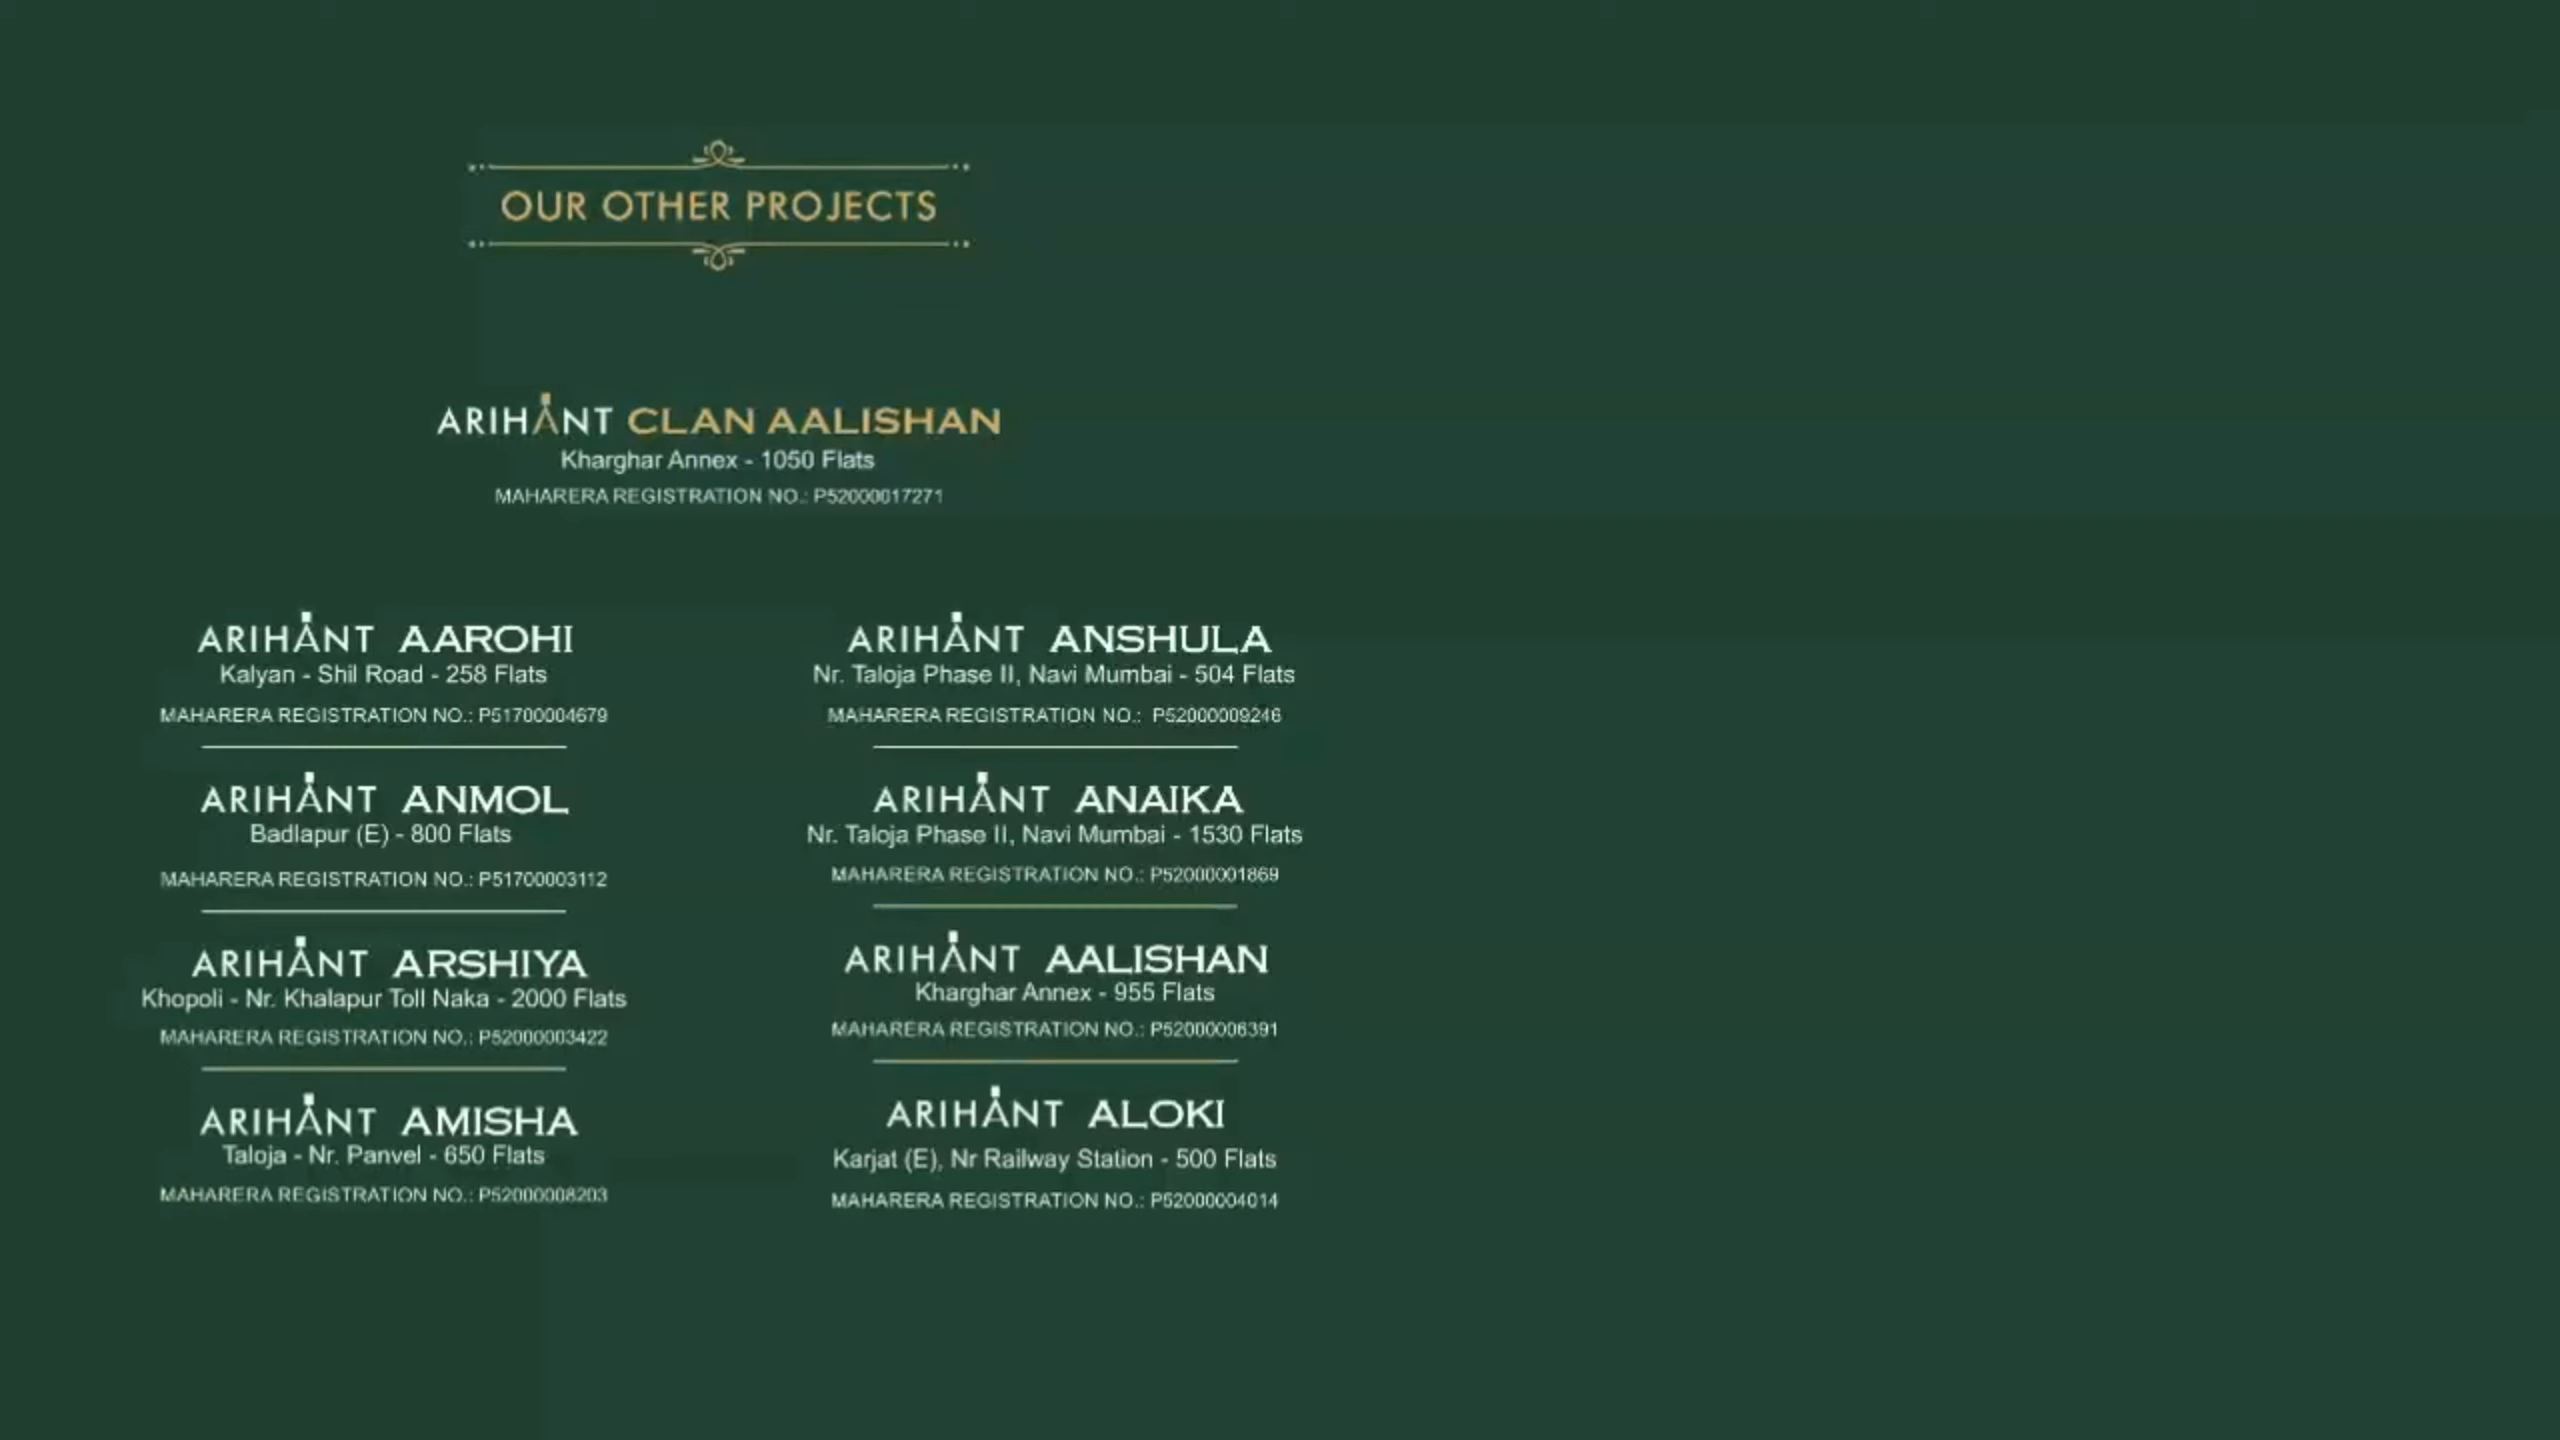 OUR OTHER PROJECTS
ARIHANT CLAN AALISHAN
Kharghar Annex - 1050 Flats
MAHARERA REGISTRATION NO.: P52000017271
ARIHANT AAROHI
Kalyan - Shil Road - 258 Flats
MAHARERA REGISTRATION NO.: P51700004679
ARIHANT ANMOL
Badlapur (E) - 800 Flats
MAHARERA REGISTRATION NO.: P51700003112
ARIHANT ARSHIYA
Khopoli - Nr. Khalapur Toll Naka - 2000 Flats
MAHARERA REGISTRATION NO.: P52000003422
ARIHANT AMISHA
Taloja - Nr. Panvel - 650 Flats
MAHARERA REGISTRATION NO.: P52000008203
ARIHANT ANSHULA
Nr. Taloja Phase II, Navi Mumbai - 504 Flats
MAHARERA REGISTRATION NO.: P52000009246
ARIHANT ANAIKA
Nr. Taloja Phase II, Navi Mumbai - 1530 Flats
MAHARERA REGISTRATION NO.: P52000001869
ARIHANT AALISHAN
Kharghar Annex - 955 Flats
MAHARERA REGISTRATION NO.: P52000006391
ARIHANT ALOKI
Karjat (E), Nr Railway Station - 500 Flats
MAHARERA REGISTRATION NO.: P52000004014